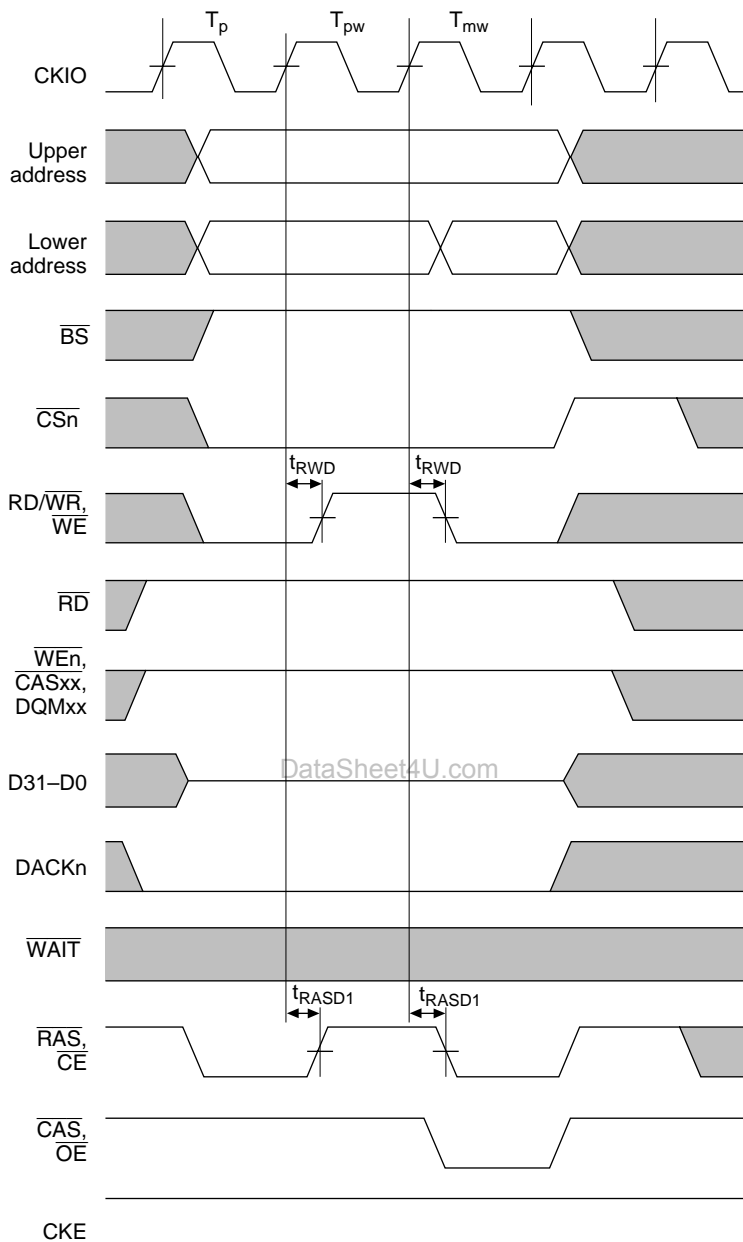 Tp Tpw Tmw
CKIO
Upper
address
Lower
address
BS
CSn
tRWD tRWD
RD/WR,
WE
RD
WEn,
CASxx,
DQMxx
DataSheet4U.com
D31–D0
DACKn
WAIT
tRASD1 tRASD1
RAS,
CE
CAS,
OE
CKE